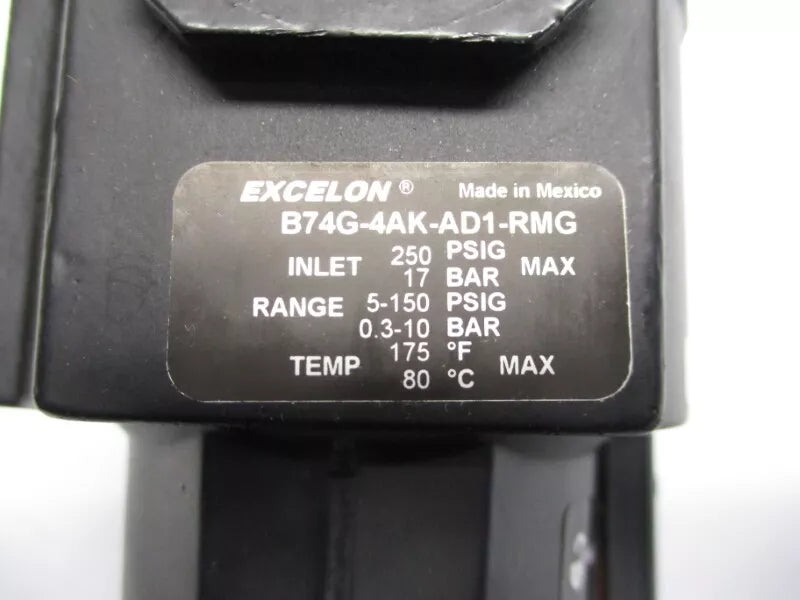 EXCELON ® Made in Mexico
B74G-4AK-AD1-RMG
INLET 250 PSIG MAX
17 BAR
RANGE 5-150 PSIG
0.3-10 BAR
TEMP 175 °F MAX
80 °C